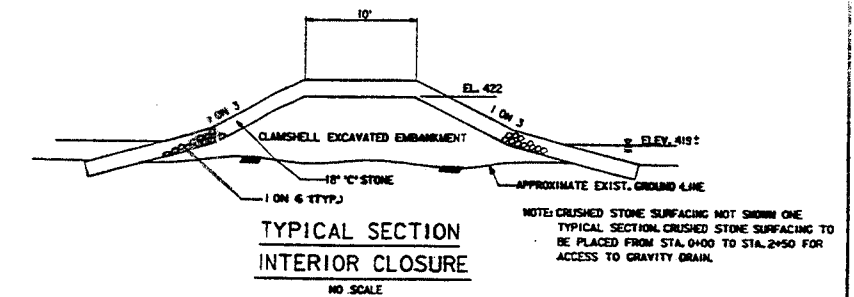 10'
EL. 422
1 ON 3
1 ON 3
CLAMSHELL EXCAVATED EMBANKMENT
ELEV. 419±
18" "C" STONE
APPROXIMATE EXIST. GROUND LINE
1 ON 6 (TYP.)
NOTE: CRUSHED STONE SURFACING NOT SHOWN ONE
TYPICAL SECTION. CRUSHED STONE SURFACING TO
BE PLACED FROM STA. 0+00 TO STA. 2+50 FOR
ACCESS TO GRAVITY DRAIN.
TYPICAL SECTION
INTERIOR CLOSURE
NO SCALE